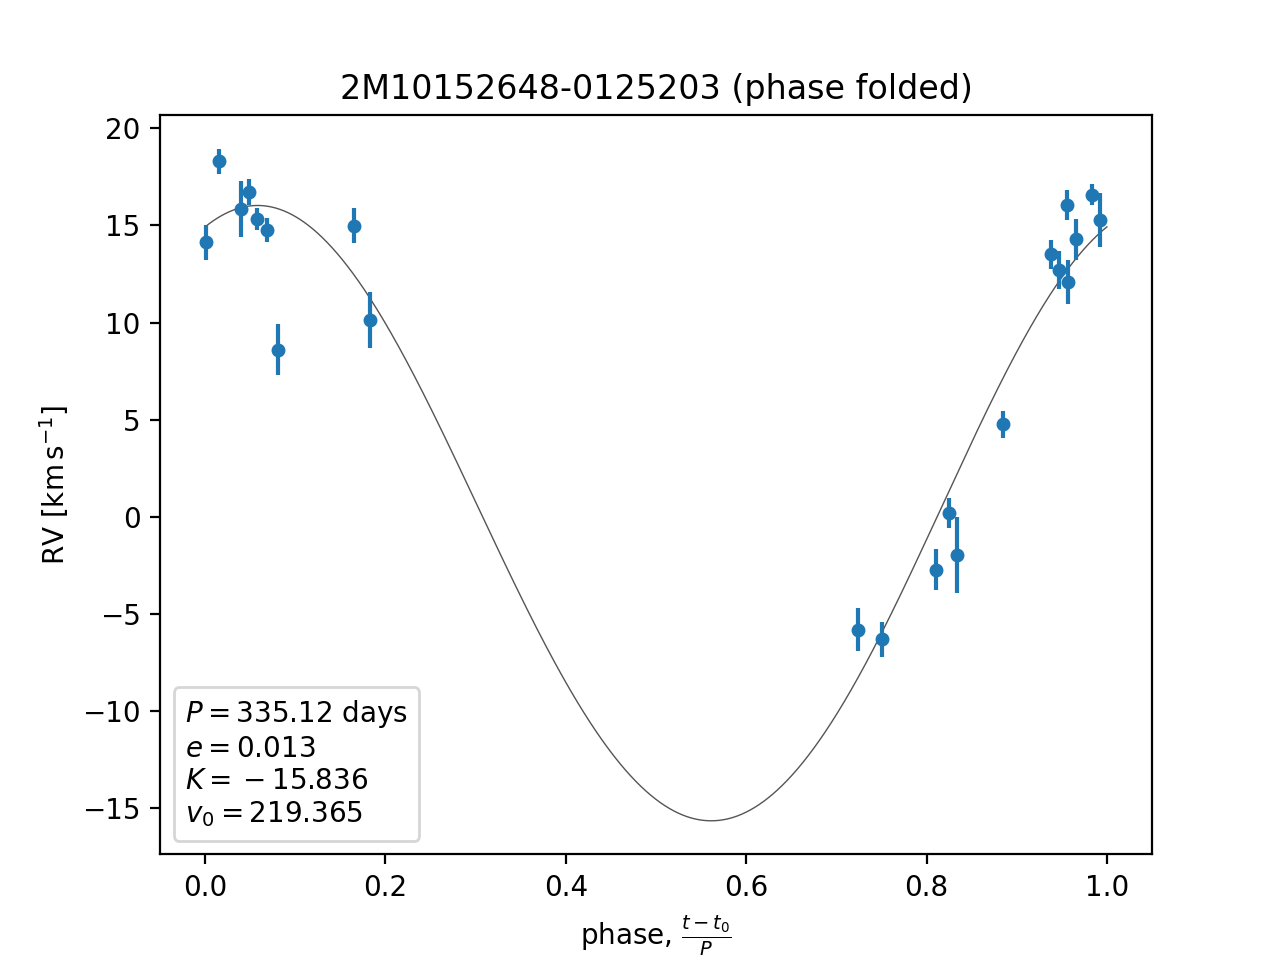 2M10152648-0125203 (phase folded)
20
15
10
5
0
−5
−10
−15
RV [km s⁻¹]
P = 335.12 days
e = 0.013
K = −15.836
v₀ = 219.365
0.0 0.2 0.4 0.6 0.8 1.0
phase, (t − t₀)/P